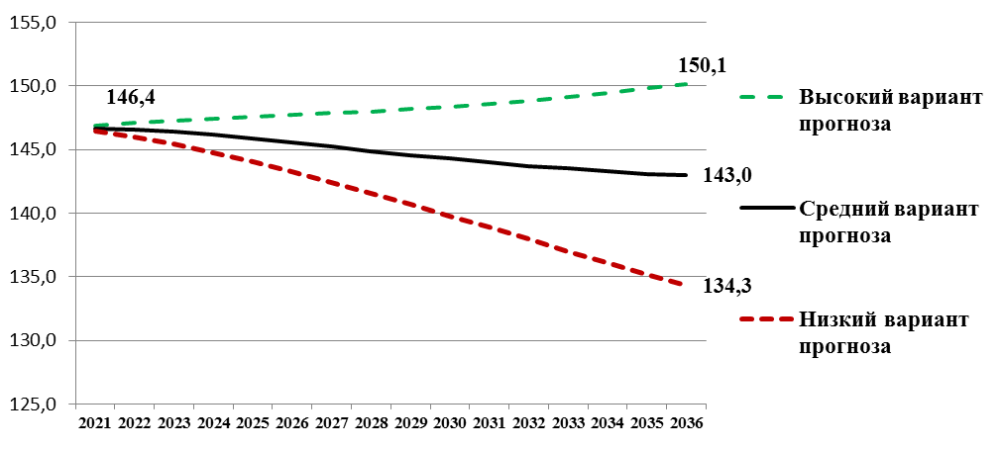 155,0
150,0
145,0
140,0
135,0
130,0
125,0
146,4
150,1
143,0
134,3
2021 2022 2023 2024 2025 2026 2027 2028 2029 2030 2031 2032 2033 2034 2035 2036
Высокий вариант
прогноза
Средний вариант
прогноза
Низкий вариант
прогноза